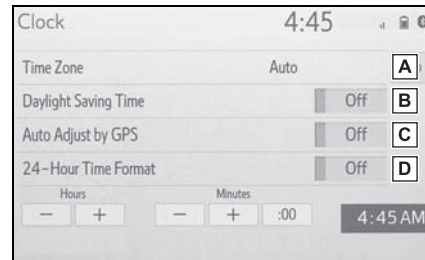 Clock 4:45
Time Zone Auto A
Daylight Saving Time Off B
Auto Adjust by GPS Off C
24-Hour Time Format Off D
Hours Minutes
- + - + :00 4:45 AM